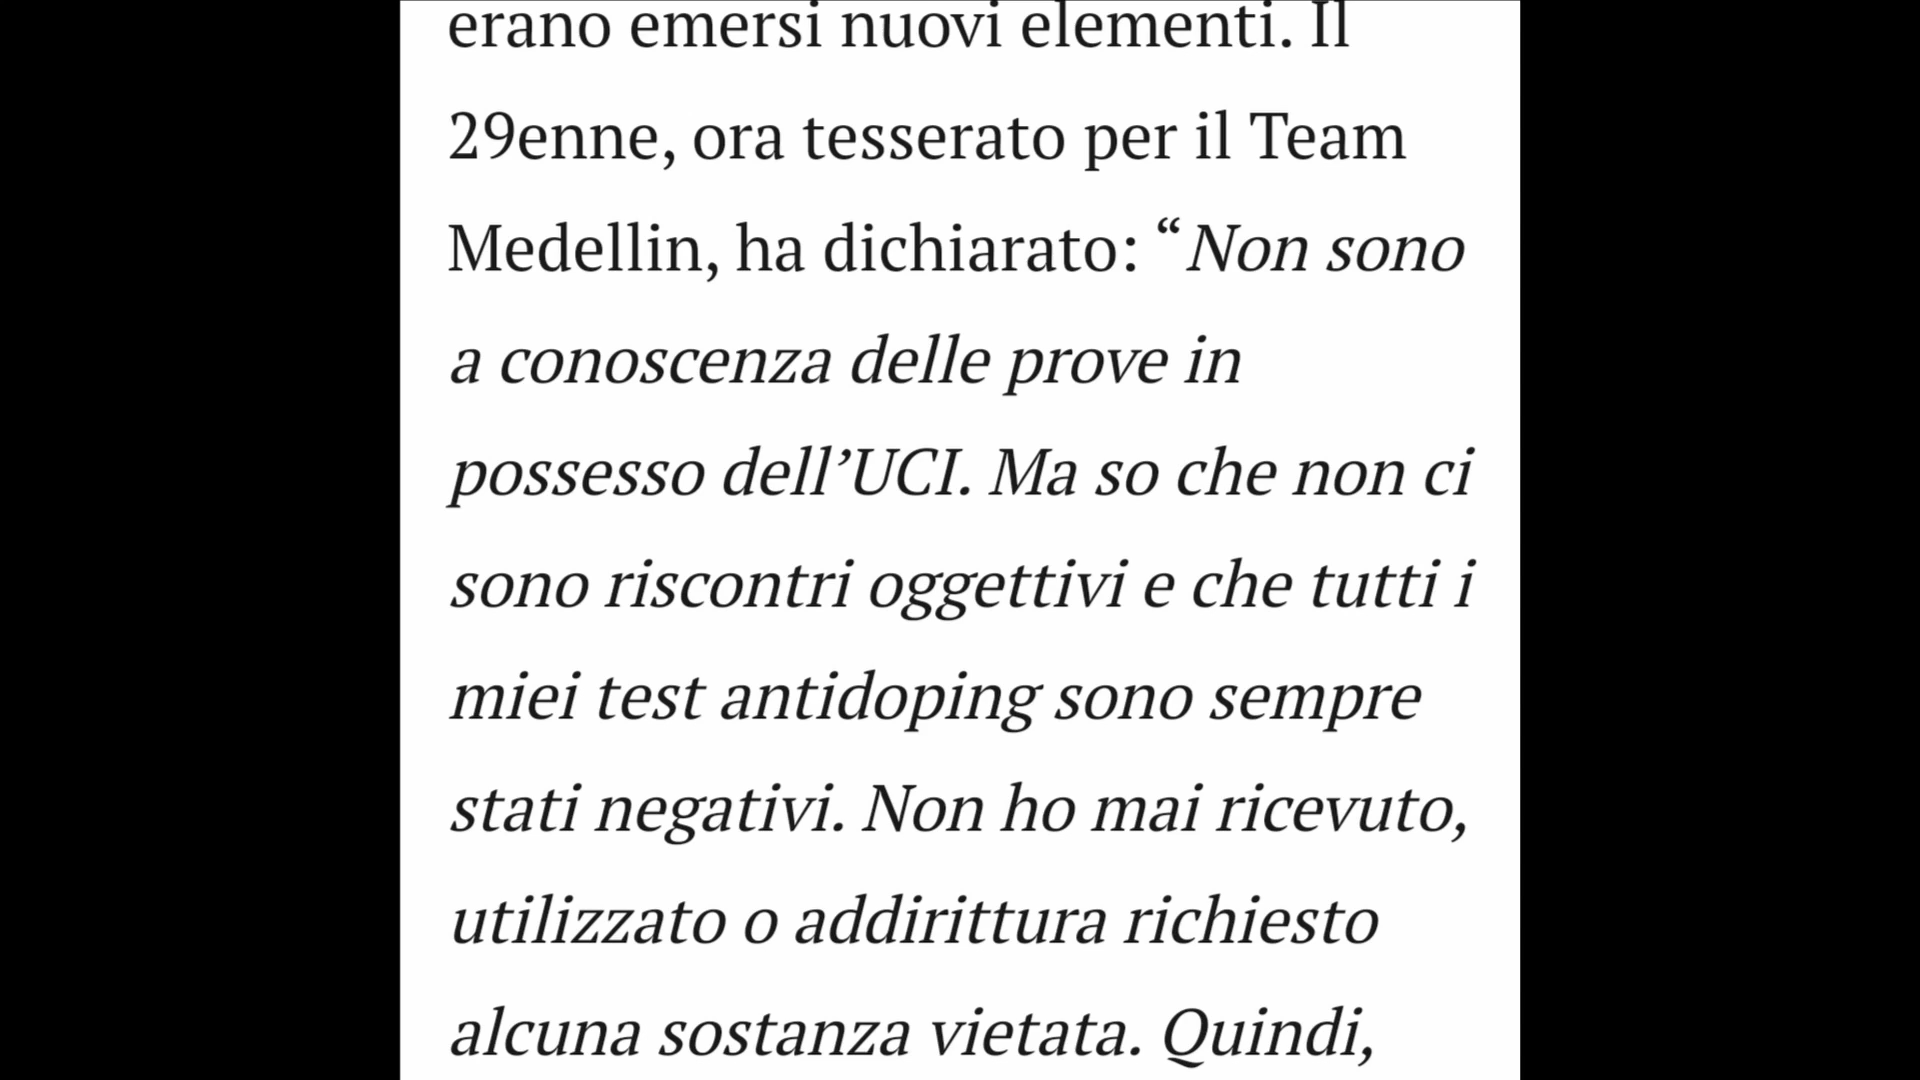 erano emersi nuovi elementi. Il
29enne, ora tesserato per il Team
Medellin, ha dichiarato: “Non sono
a conoscenza delle prove in
possesso dell’UCI. Ma so che non ci
sono riscontri oggettivi e che tutti i
miei test antidoping sono sempre
stati negativi. Non ho mai ricevuto,
utilizzato o addirittura richiesto
alcuna sostanza vietata. Quindi,